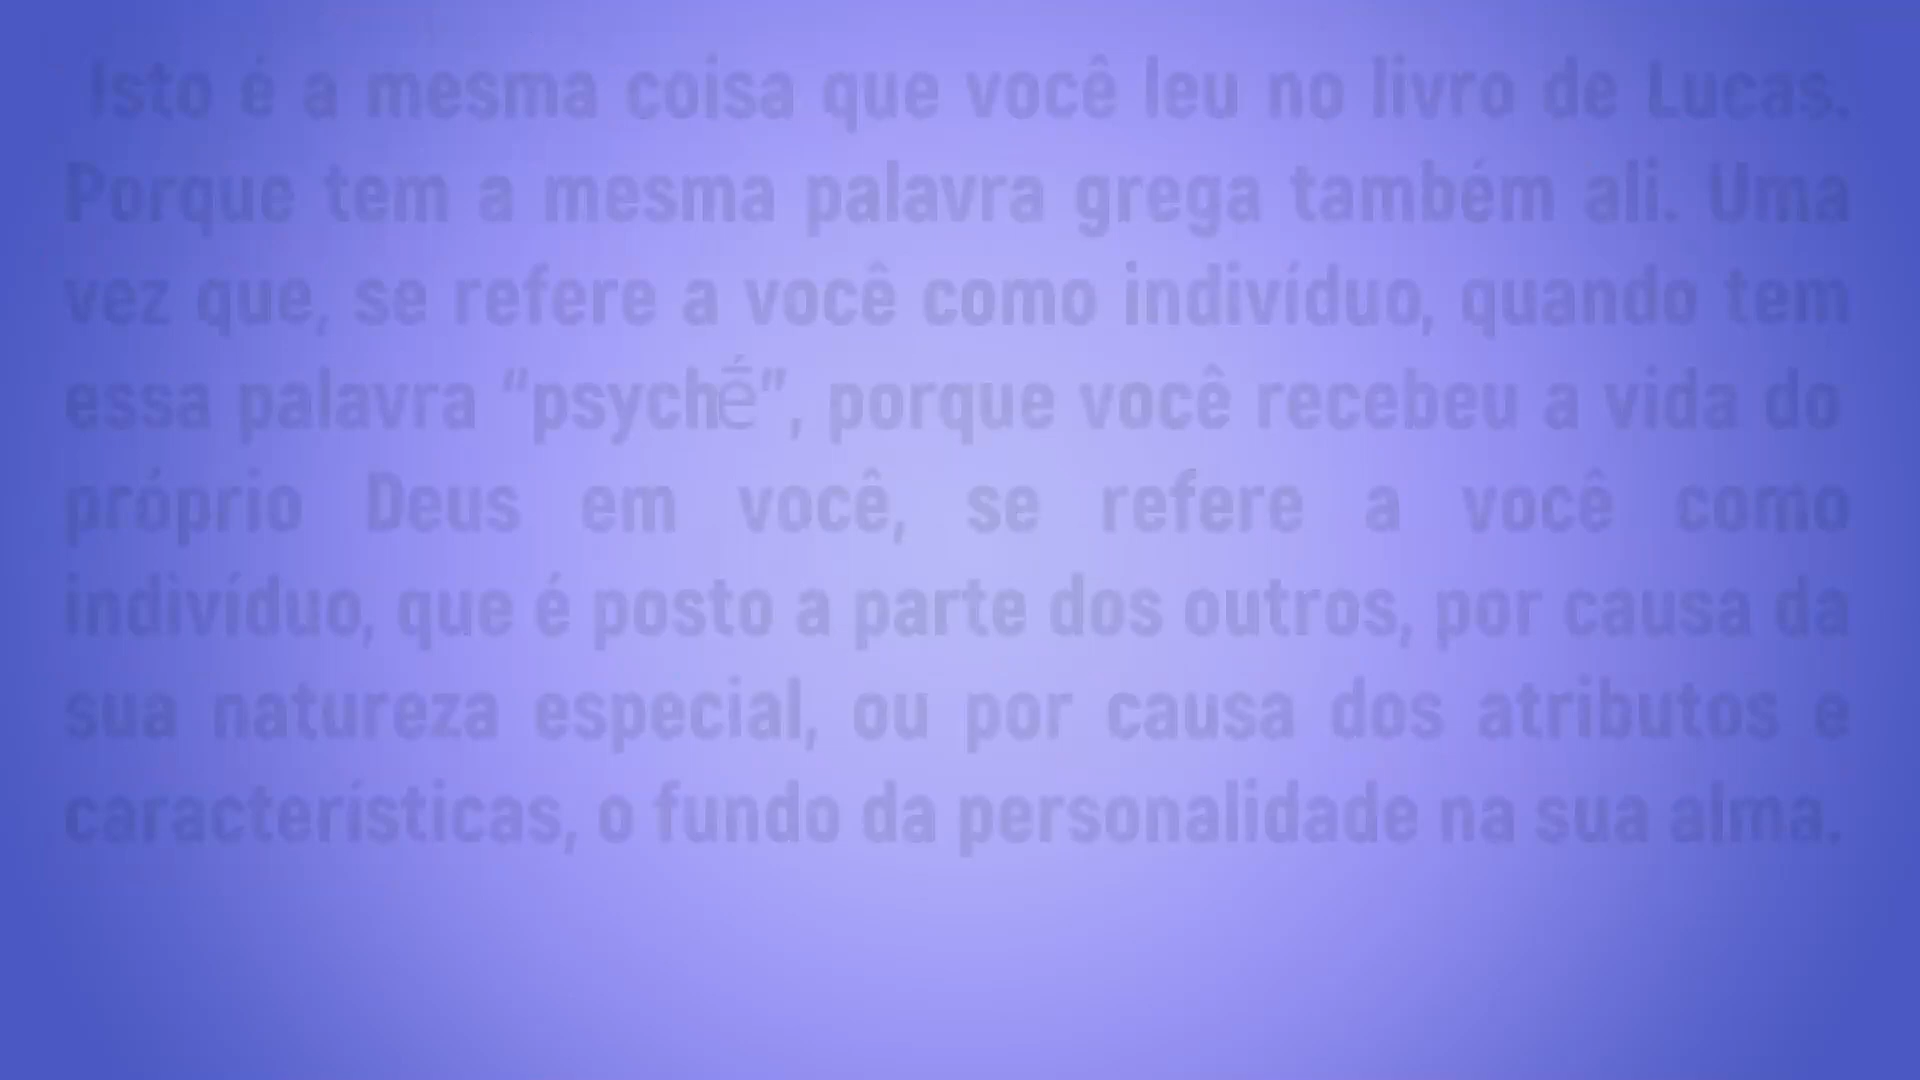 Isto é a mesma coisa que você leu no livro de Lucas.
Porque tem a mesma palavra grega também ali. Uma
vez que, se refere a você como indivíduo, quando tem
essa palavra “psychḗ”, porque você recebeu a vida do
próprio Deus em você, se refere a você como
indivíduo, que é posto a parte dos outros, por causa da
sua natureza especial, ou por causa dos atributos e
características, o fundo da personalidade na sua alma.